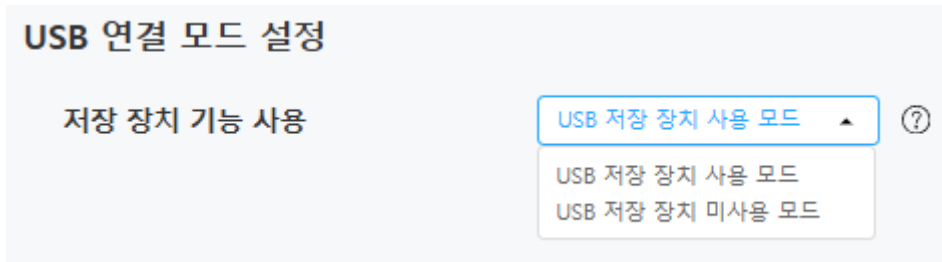 USB 연결 모드 설정
저장 장치 기능 사용
USB 저장 장치 사용 모드
USB 저장 장치 사용 모드
USB 저장 장치 미사용 모드